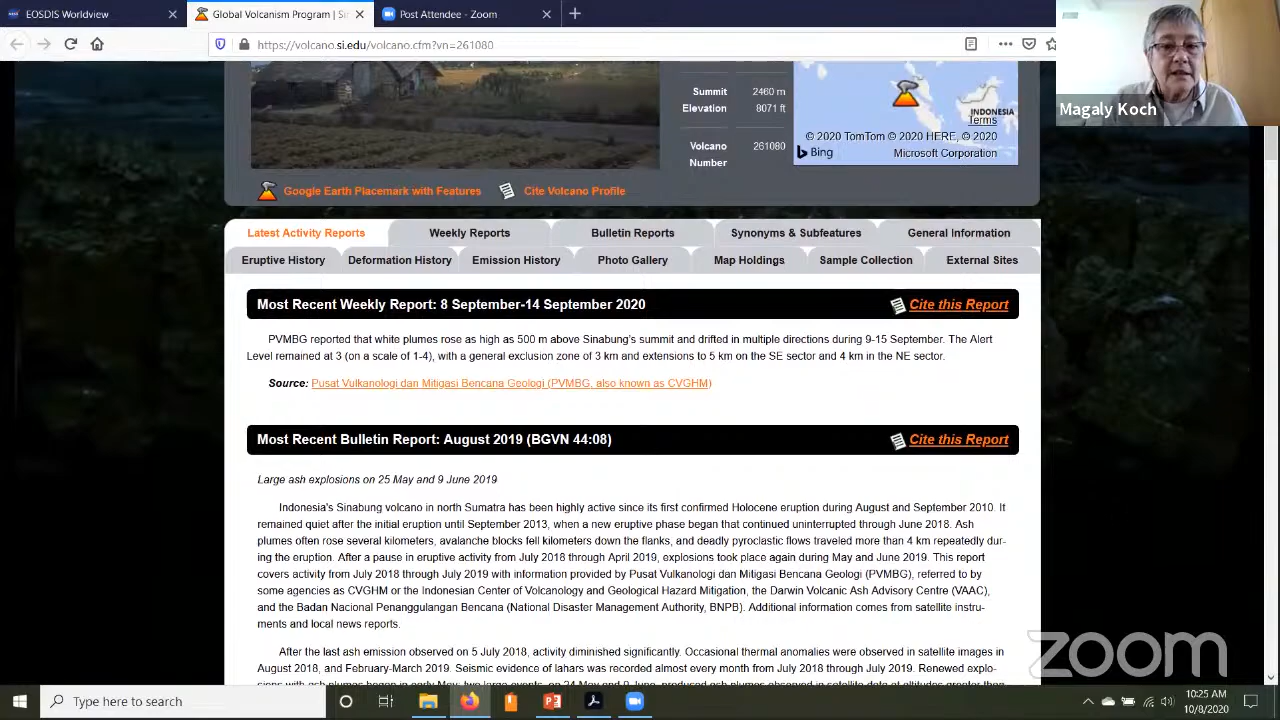 EOSDIS Worldview
Global Volcanism Program | Si
Post Attendee - Zoom
https://volcano.si.edu/volcano.cfm?vn=261080
Magaly Koch
Summit Elevation
2460 m
8071 ft
Volcano Number
261080
INDONESIA
Terms
© 2020 TomTom © 2020 HERE, © 2020
Microsoft Corporation
Bing
Google Earth Placemark with Features
Cite Volcano Profile
Latest Activity Reports
Weekly Reports
Bulletin Reports
Synonyms & Subfeatures
General Information
Eruptive History
Deformation History
Emission History
Photo Gallery
Map Holdings
Sample Collection
External Sites
Most Recent Weekly Report: 8 September-14 September 2020
Cite this Report
PVMBG reported that white plumes rose as high as 500 m above Sinabung's summit and drifted in multiple directions during 9-15 September. The Alert
Level remained at 3 (on a scale of 1-4), with a general exclusion zone of 3 km and extensions to 5 km on the SE sector and 4 km in the NE sector.
Source: Pusat Vulkanologi dan Mitigasi Bencana Geologi (PVMBG, also known as CVGHM)
Most Recent Bulletin Report: August 2019 (BGVN 44:08)
Cite this Report
Large ash explosions on 25 May and 9 June 2019
Indonesia's Sinabung volcano in north Sumatra has been highly active since its first confirmed Holocene eruption during August and September 2010. It
remained quiet after the initial eruption until September 2013, when a new eruptive phase began that continued uninterrupted through June 2018. Ash
plumes often rose several kilometers, avalanche blocks fell kilometers down the flanks, and deadly pyroclastic flows traveled more than 4 km repeatedly dur-
ing the eruption. After a pause in eruptive activity from July 2018 through April 2019, explosions took place again during May and June 2019. This report
covers activity from July 2018 through July 2019 with information provided by Pusat Vulkanologi dan Mitigasi Bencana Geologi (PVMBG), referred to by
some agencies as CVGHM or the Indonesian Center of Volcanology and Geological Hazard Mitigation, the Darwin Volcanic Ash Advisory Centre (VAAC),
and the Badan Nacional Penanggulangan Bencana (National Disaster Management Authority, BNPB). Additional information comes from satellite instru-
ments and local news reports.
After the last ash emission observed on 5 July 2018, activity diminished significantly. Occasional thermal anomalies were observed in satellite images in
August 2018, and February-March 2019. Seismic evidence of lahars was recorded almost every month from July 2018 through July 2019. Renewed explo-
sions with ash plumes began in early May; two large events, on 24 May and 9 June, produced ash plumes observed in satellite data at altitudes greater than
zoom
Type here to search
10:25 AM
10/8/2020